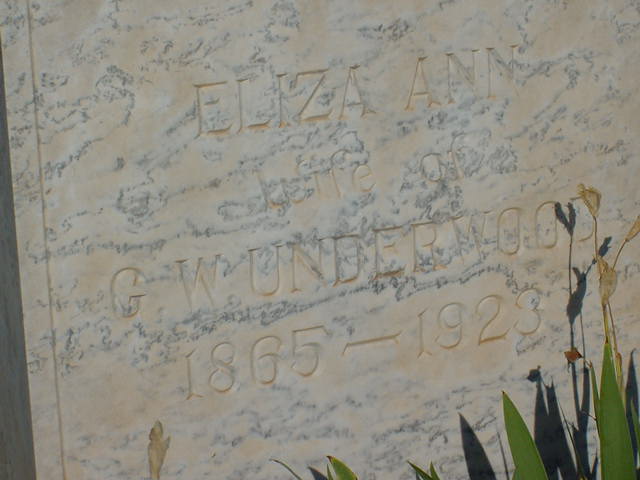 ELIZA ANN
wife of
G W UNDERWOOD
1865 — 1923